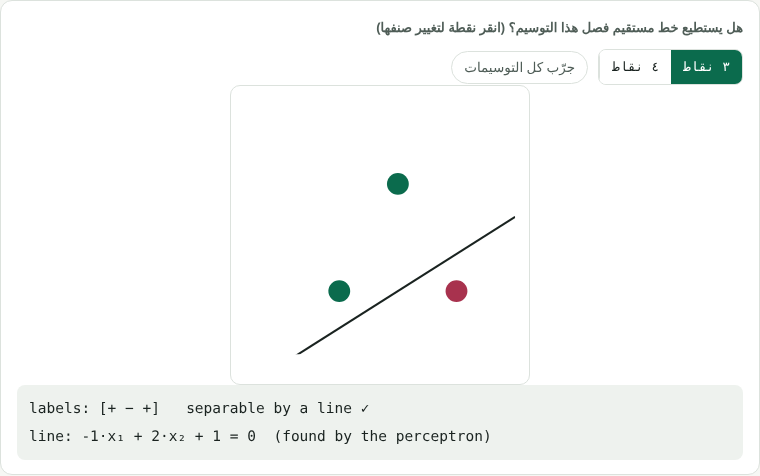 هل يستطيع خط مستقيم فصل هذا التوسيم؟ (انقر نقطة لتغيير صنفها)
٣ نقاط ٤ نقاط جرّب كل التوسيمات
labels: [+ − +] separable by a line ✓
line: -1·x₁ + 2·x₂ + 1 = 0 (found by the perceptron)